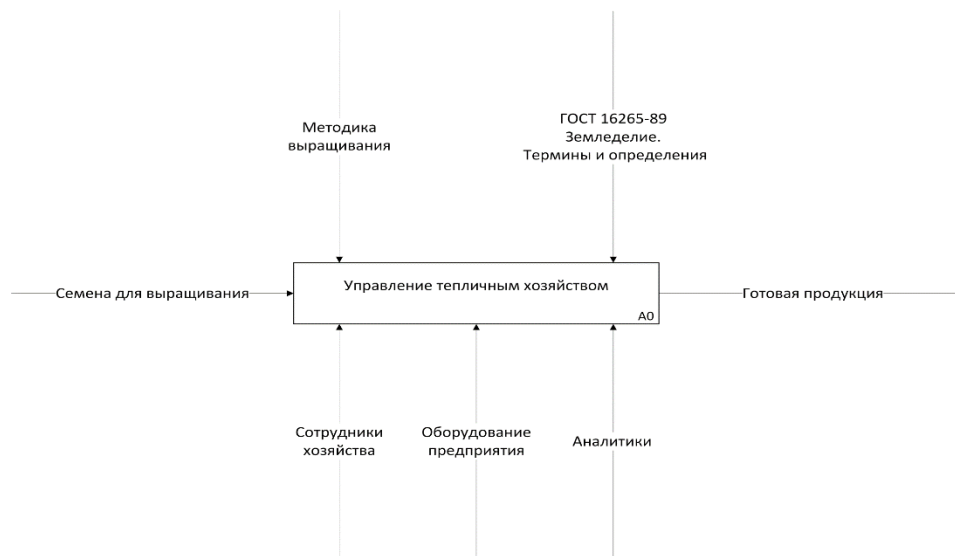 Методика
выращивания
ГОСТ 16265-89
Земледелие.
Термины и определения
Семена для выращивания
Управление тепличным хозяйством
А0
Готовая продукция
Сотрудники
хозяйства
Оборудование
предприятия
Аналитики